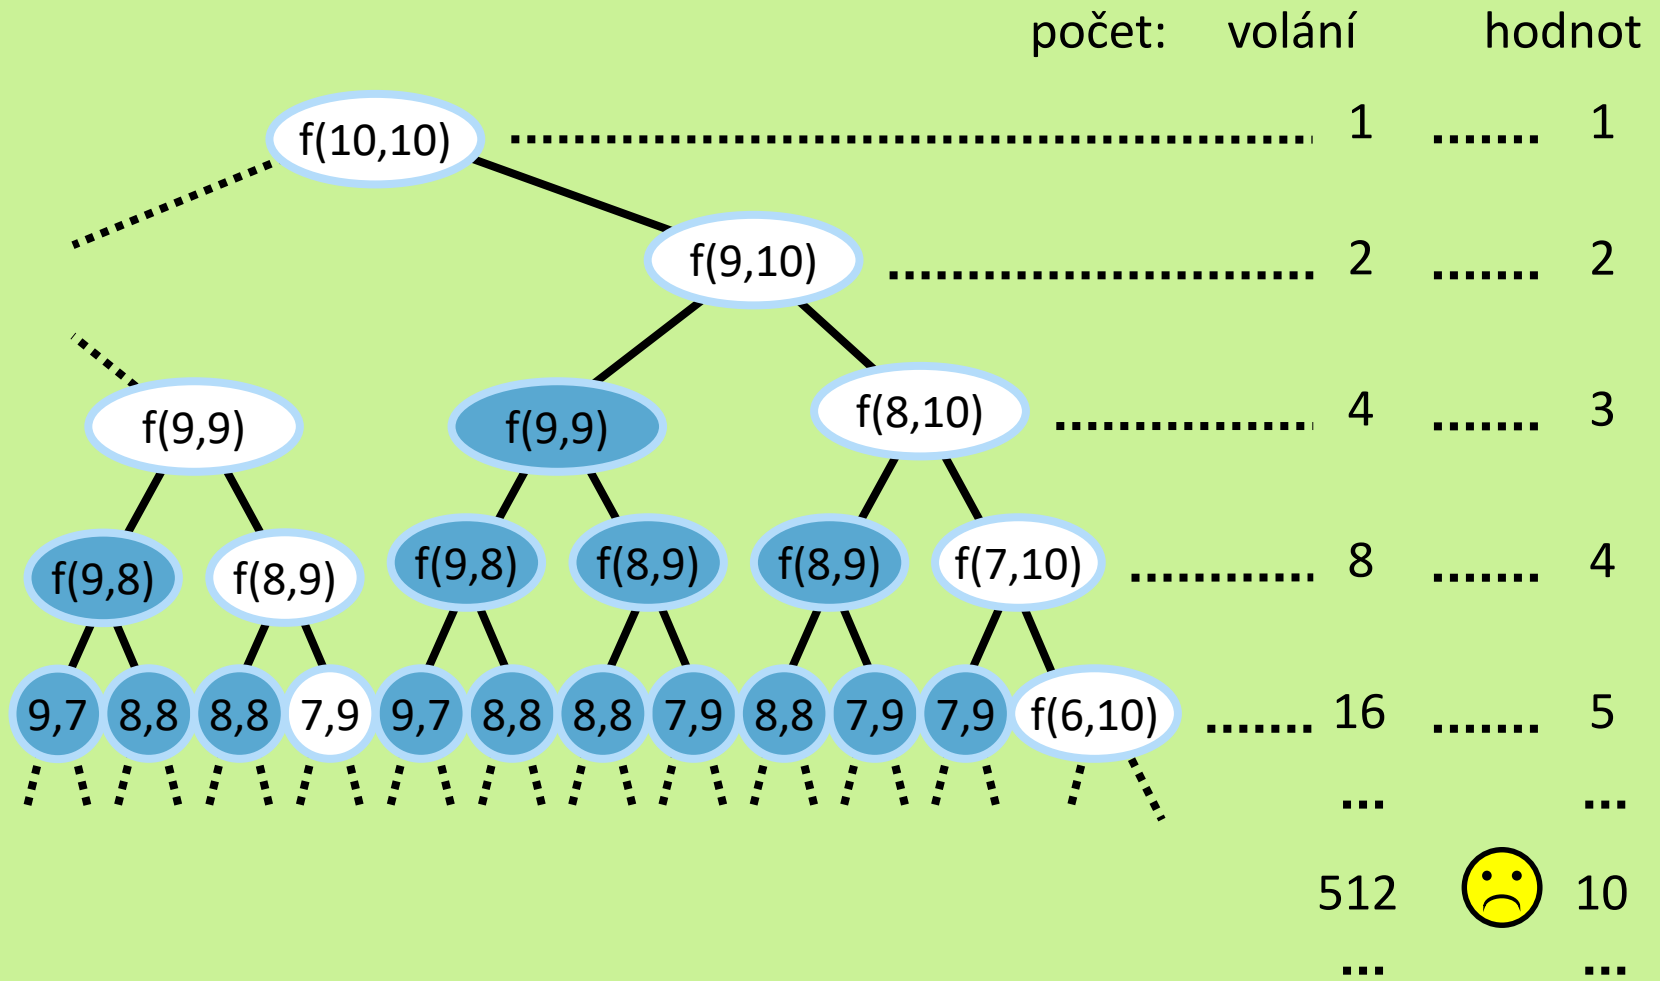 počet: volání hodnot
f(10,10) 1 1
f(9,10) 2 2
f(9,9) f(9,9) f(8,10) 4 3
f(9,8) f(8,9) f(9,8) f(8,9) f(8,9) f(7,10) 8 4
9,7 8,8 8,8 7,9 9,7 8,8 8,8 7,9 8,8 7,9 7,9 f(6,10) 16 5
... ...
512 10
... ...